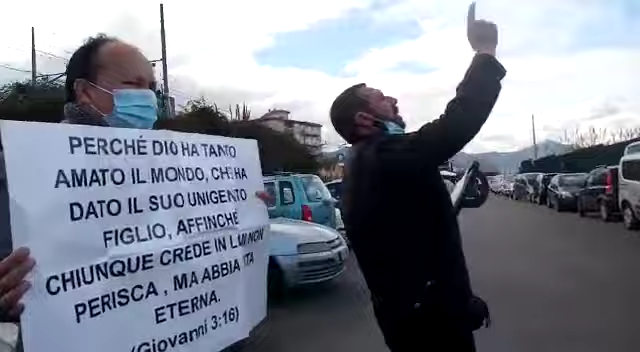 PERCHÉ DIO HA TANTO
AMATO IL MONDO, CHE HA
DATO IL SUO UNIGENTO
FIGLIO, AFFINCHÉ
CHIUNQUE CREDE IN LUI NON
PERISCA, MA ABBIA VITA
ETERNA.
(Giovanni 3:16)